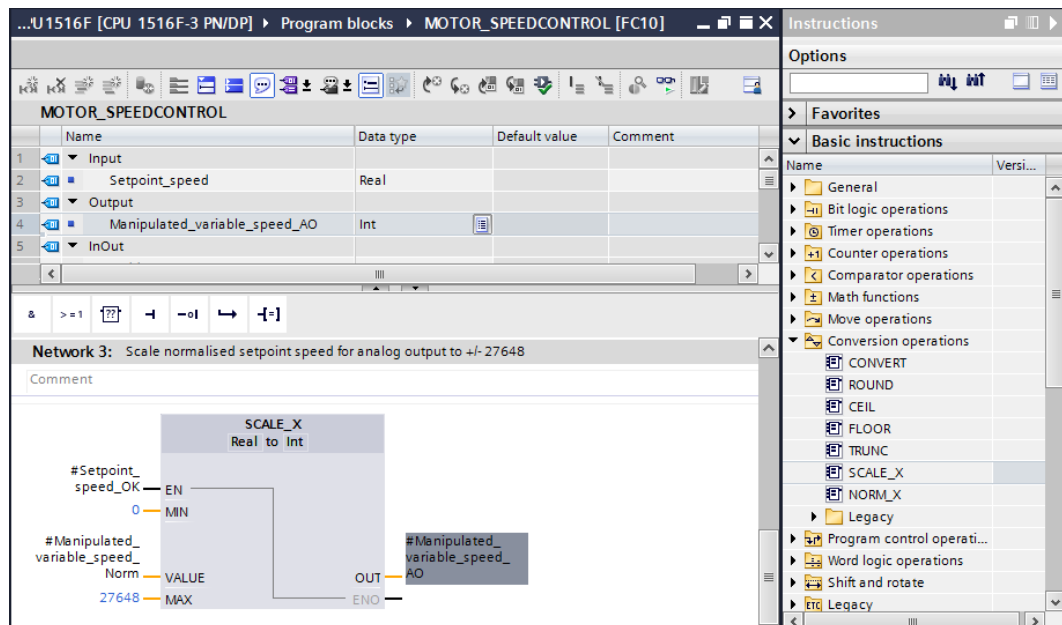 ...'U1516F [CPU 1516F-3 PN/DP] ▸ Program blocks ▸ MOTOR_SPEEDCONTROL [FC10]
MOTOR_SPEEDCONTROL
Name Data type Default value Comment
1 Input
2 Setpoint_speed Real
3 Output
4 Manipulated_variable_speed_AO Int
5 InOut
& >=1 ??
Network 3: Scale normalised setpoint speed for analog output to +/- 27648
Comment
SCALE_X
Real to Int
#Setpoint_
speed_OK EN
0 MIN
#Manipulated_
variable_speed_
Norm VALUE
27648 MAX
#Manipulated_
variable_speed_
OUT AO
ENO
Instructions
Options
Favorites
Basic instructions
Name Versi...
General
Bit logic operations
Timer operations
Counter operations
Comparator operations
Math functions
Move operations
Conversion operations
CONVERT
ROUND
CEIL
FLOOR
TRUNC
SCALE_X
NORM_X
Legacy
Program control operati...
Word logic operations
Shift and rotate
ETC Legacy